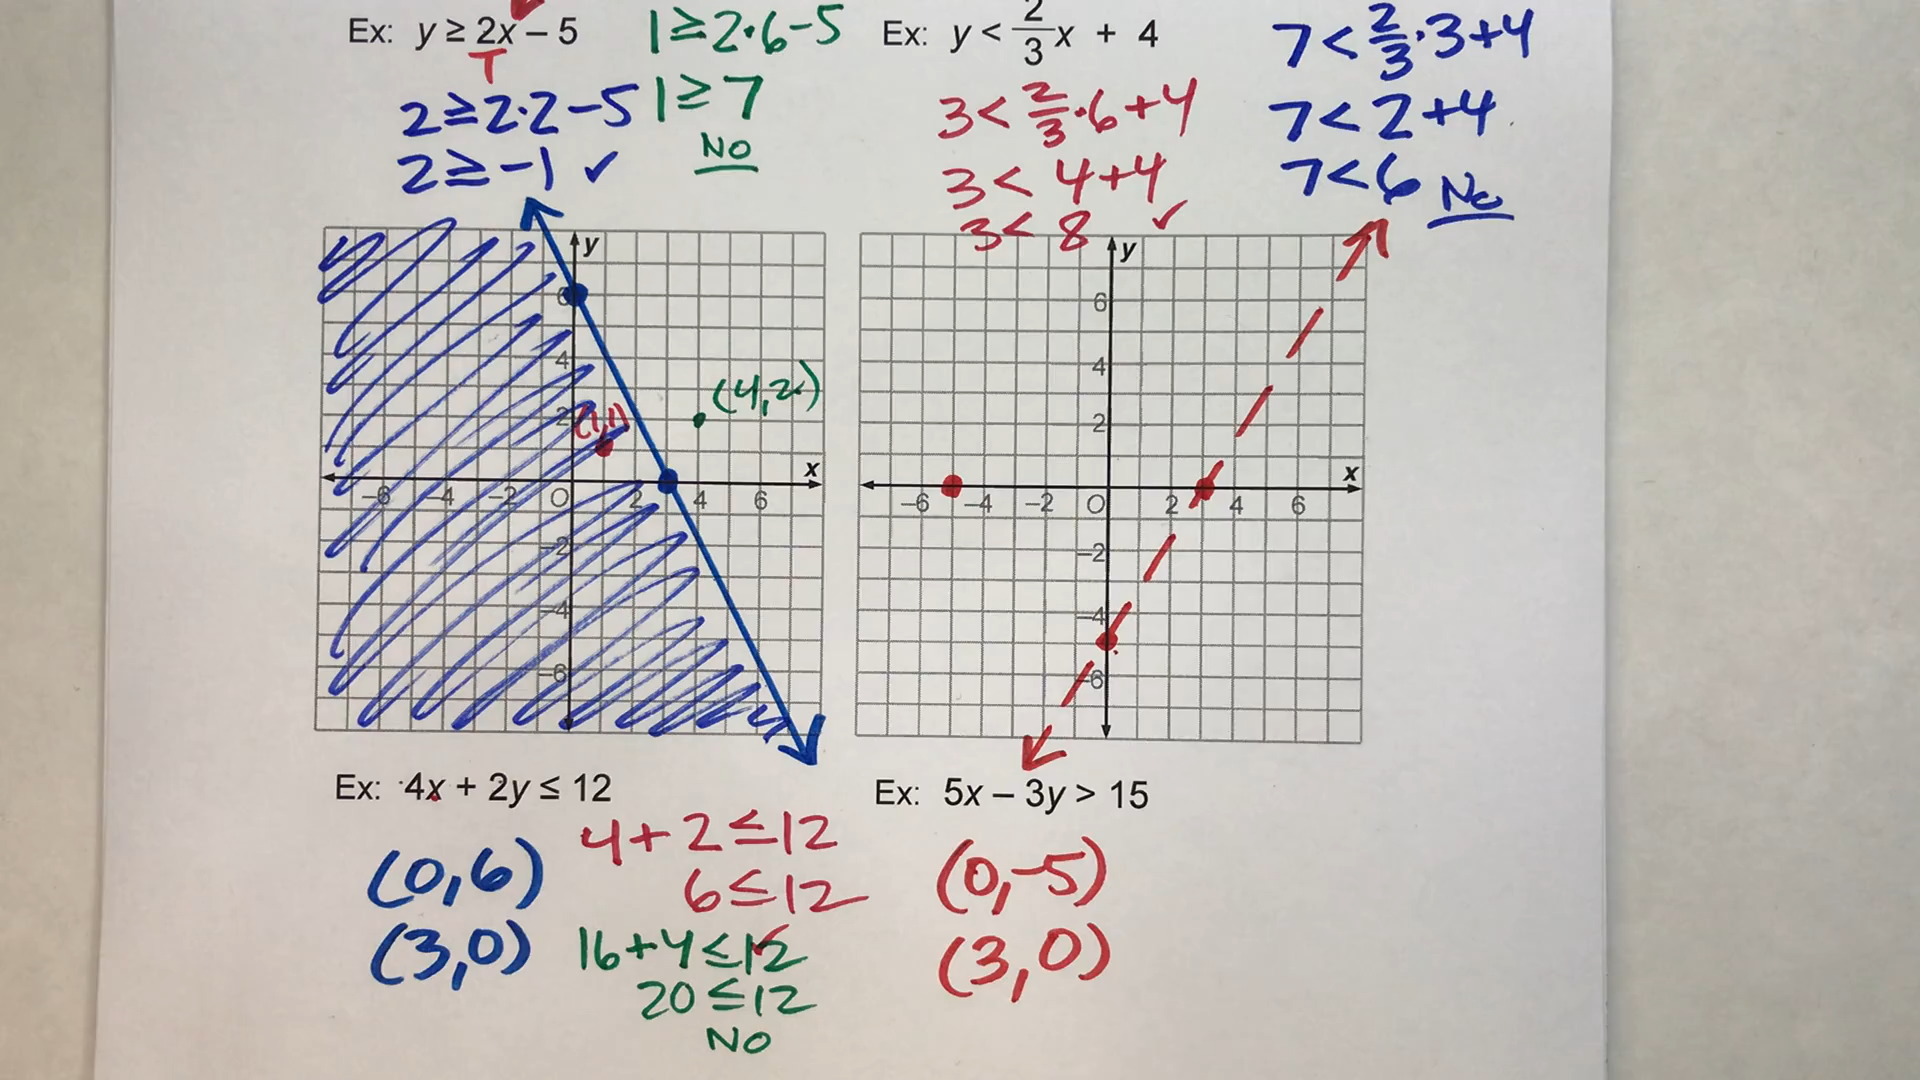 Ex: y ≥ 2x – 5
T
2 ≥ 2·2 – 5
2 ≥ -1 ✓
1 ≥ 2·6 – 5
1 ≥ 7
NO
Ex: y < 2/3 x + 4
3 < 2/3 · 6 + 4
3 < 4 + 4
3 < 8 ✓
7 < 2/3 · 3 + 4
7 < 2 + 4
7 < 6 No
y
6
4
(4,2)
2
(1,1)
x
–6 –4 –2 O 2 4 6
–2
–4
–6
y
6
4
2
x
–6 –4 –2 O 2 4 6
–2
–4
–6
Ex: 4x + 2y ≤ 12
(0,6)
(3,0)
4 + 2 ≤ 12
6 ≤ 12
✓
16 + 4 ≤ 12
20 ≤ 12
NO
Ex: 5x – 3y > 15
(0,-5)
(3,0)